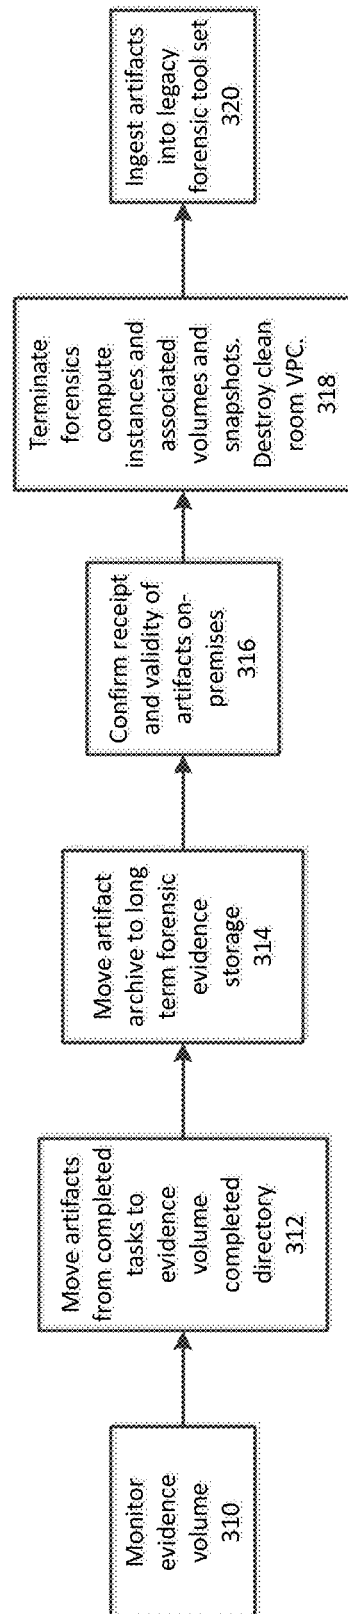 Monitor
evidence
volume
310
Move artifacts
from completed
tasks to
evidence
volume
completed
directory
312
Move artifact
archive to long
term forensic
evidence
storage
314
Confirm receipt
and validity of
artifacts on-
premises
316
Terminate
forensics
compute
instances and
associated
volumes and
snapshots.
Destroy clean
room VPC.
318
Ingest artifacts
into legacy
forensic tool set
320